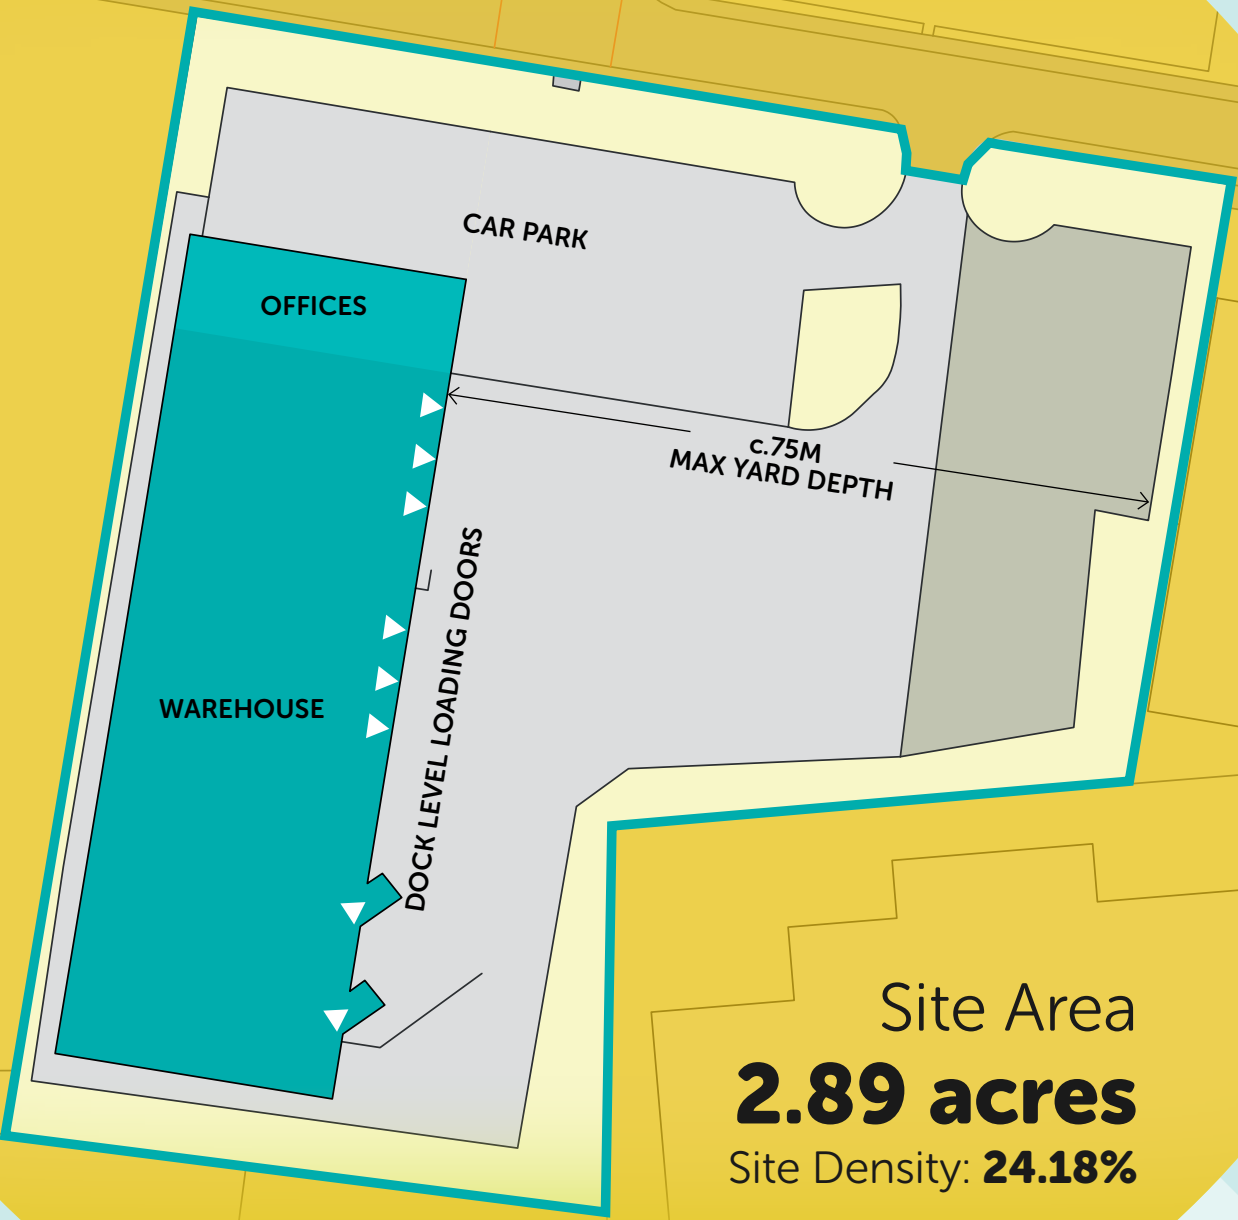 CAR PARK
OFFICES
c.75M
MAX YARD DEPTH
DOCK LEVEL LOADING DOORS
WAREHOUSE
Site Area
2.89 acres
Site Density: 24.18%